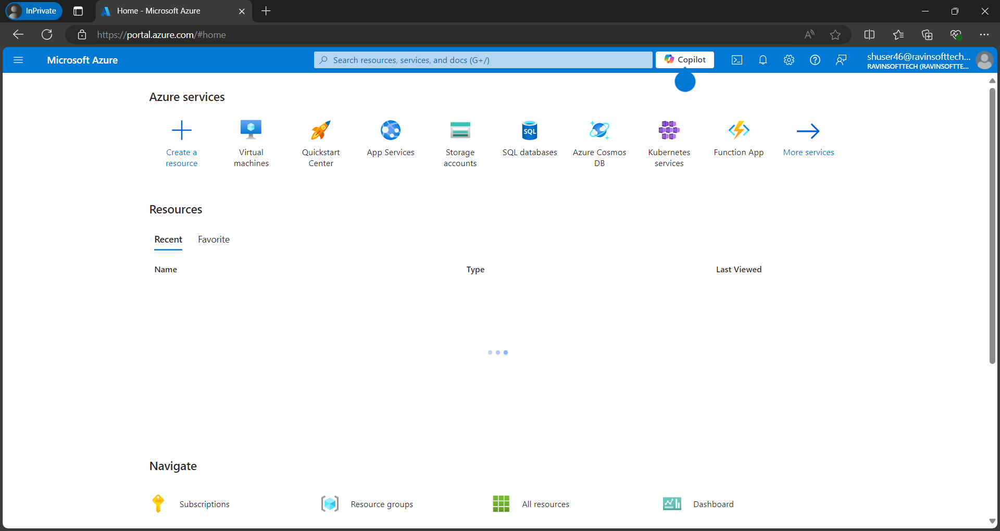 InPrivate
Home - Microsoft Azure
https://portal.azure.com/#home
Microsoft Azure
Search resources, services, and docs (G+/)
Copilot
shuser46@ravinsofttech...
RAVINSOFTTECH (RAVINSOFTTE...
Azure services
Create a
resource
Virtual
machines
Quickstart
Center
App Services
Storage
accounts
SQL
SQL databases
Azure Cosmos
DB
Kubernetes
services
Function App
More services
Resources
Recent
Favorite
Name
Type
Last Viewed
Navigate
Subscriptions
Resource groups
All resources
Dashboard